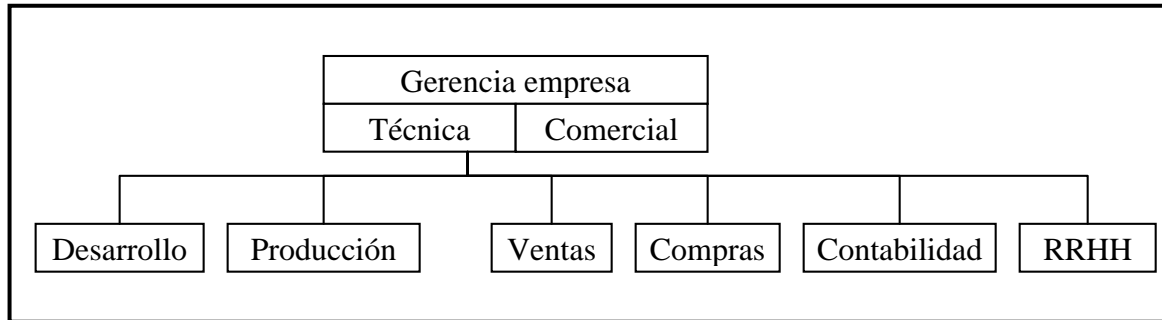 Gerencia empresa
Técnica Comercial
Desarrollo Producción Ventas Compras Contabilidad RRHH